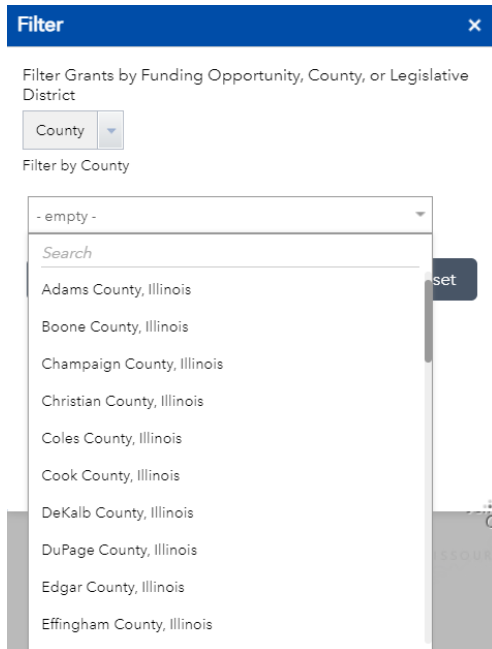 Filter
Filter Grants by Funding Opportunity, County, or Legislative
District
County
Filter by County
- empty -
Search
set
Adams County, Illinois
Boone County, Illinois
Champaign County, Illinois
Christian County, Illinois
Coles County, Illinois
Cook County, Illinois
DeKalb County, Illinois
DuPage County, Illinois
Edgar County, Illinois
Effingham County, Illinois